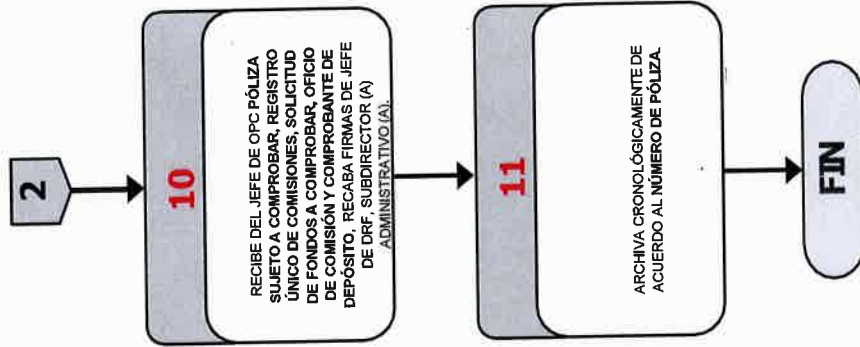 2
10
RECIBE DEL JEFE DE OPC PÓLIZA
SUJETO A COMPROBAR, REGISTRO
ÚNICO DE COMISIONES, SOLICITUD
DE FONDOS A COMPROBAR, OFICIO
DE COMISIÓN Y COMPROBANTE DE
DEPÓSITO, RECABA FIRMAS DE JEFE
DE DRF, SUBDIRECTOR (A)
ADMINISTRATIVO (A).
11
ARCHIVA CRONOLÓGICAMENTE DE
ACUERDO AL NÚMERO DE PÓLIZA.
FIN